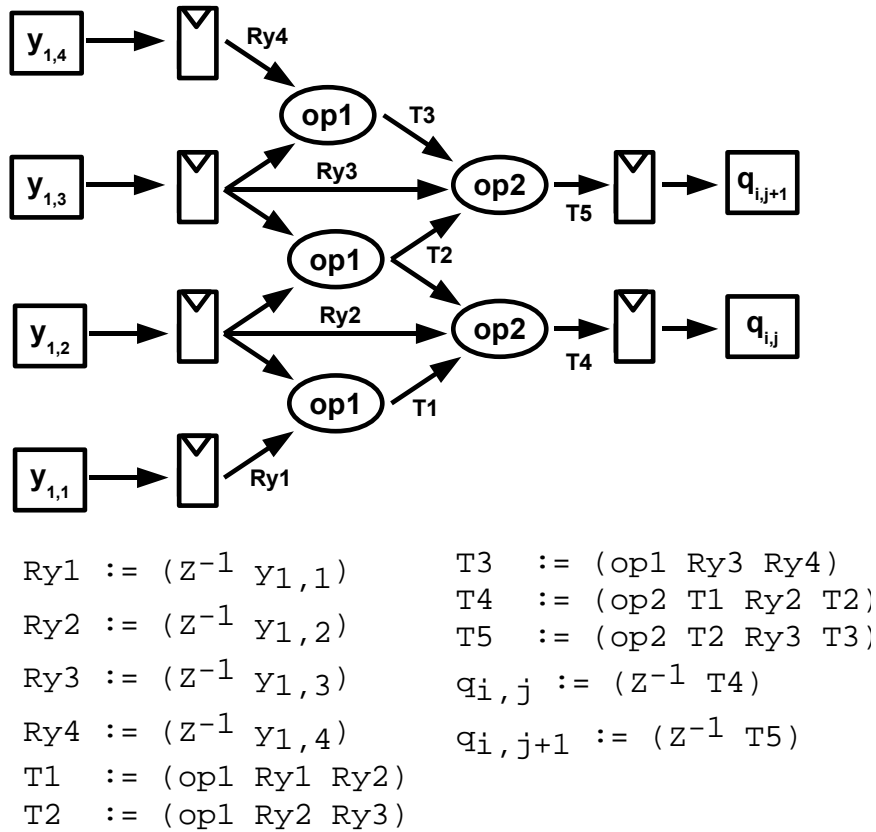 y1,4
Ry4
op1
T3
y1,3
Ry3
op2
T5
qi,j+1
op1
T2
y1,2
Ry2
op2
T4
qi,j
op1
T1
y1,1
Ry1
Ry1 := (Z-1 y1,1)
Ry2 := (Z-1 y1,2)
Ry3 := (Z-1 y1,3)
Ry4 := (Z-1 y1,4)
T1 := (op1 Ry1 Ry2)
T2 := (op1 Ry2 Ry3)
T3 := (op1 Ry3 Ry4)
T4 := (op2 T1 Ry2 T2)
T5 := (op2 T2 Ry3 T3)
qi,j := (Z-1 T4)
qi,j+1 := (Z-1 T5)